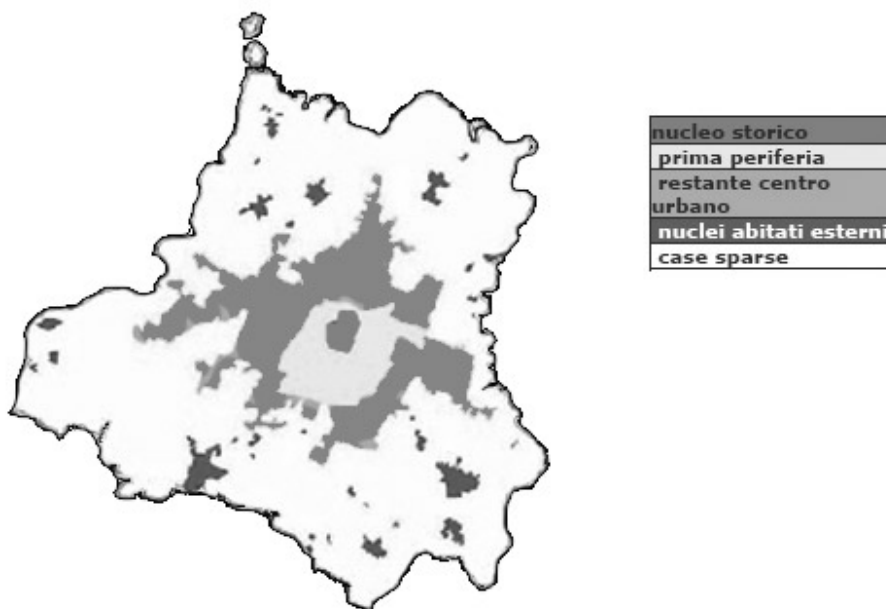 nucleo storico
prima periferia
restante centro
urbano
nuclei abitati esterni
case sparse